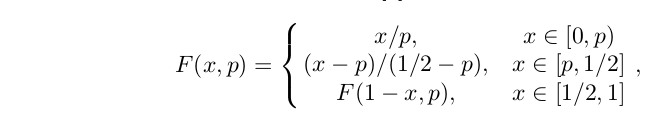 F(x, p) = { x/p, x ∈ [0, p)
(x − p)/(1/2 − p), x ∈ [p, 1/2] ,
F(1 − x, p), x ∈ [1/2, 1]